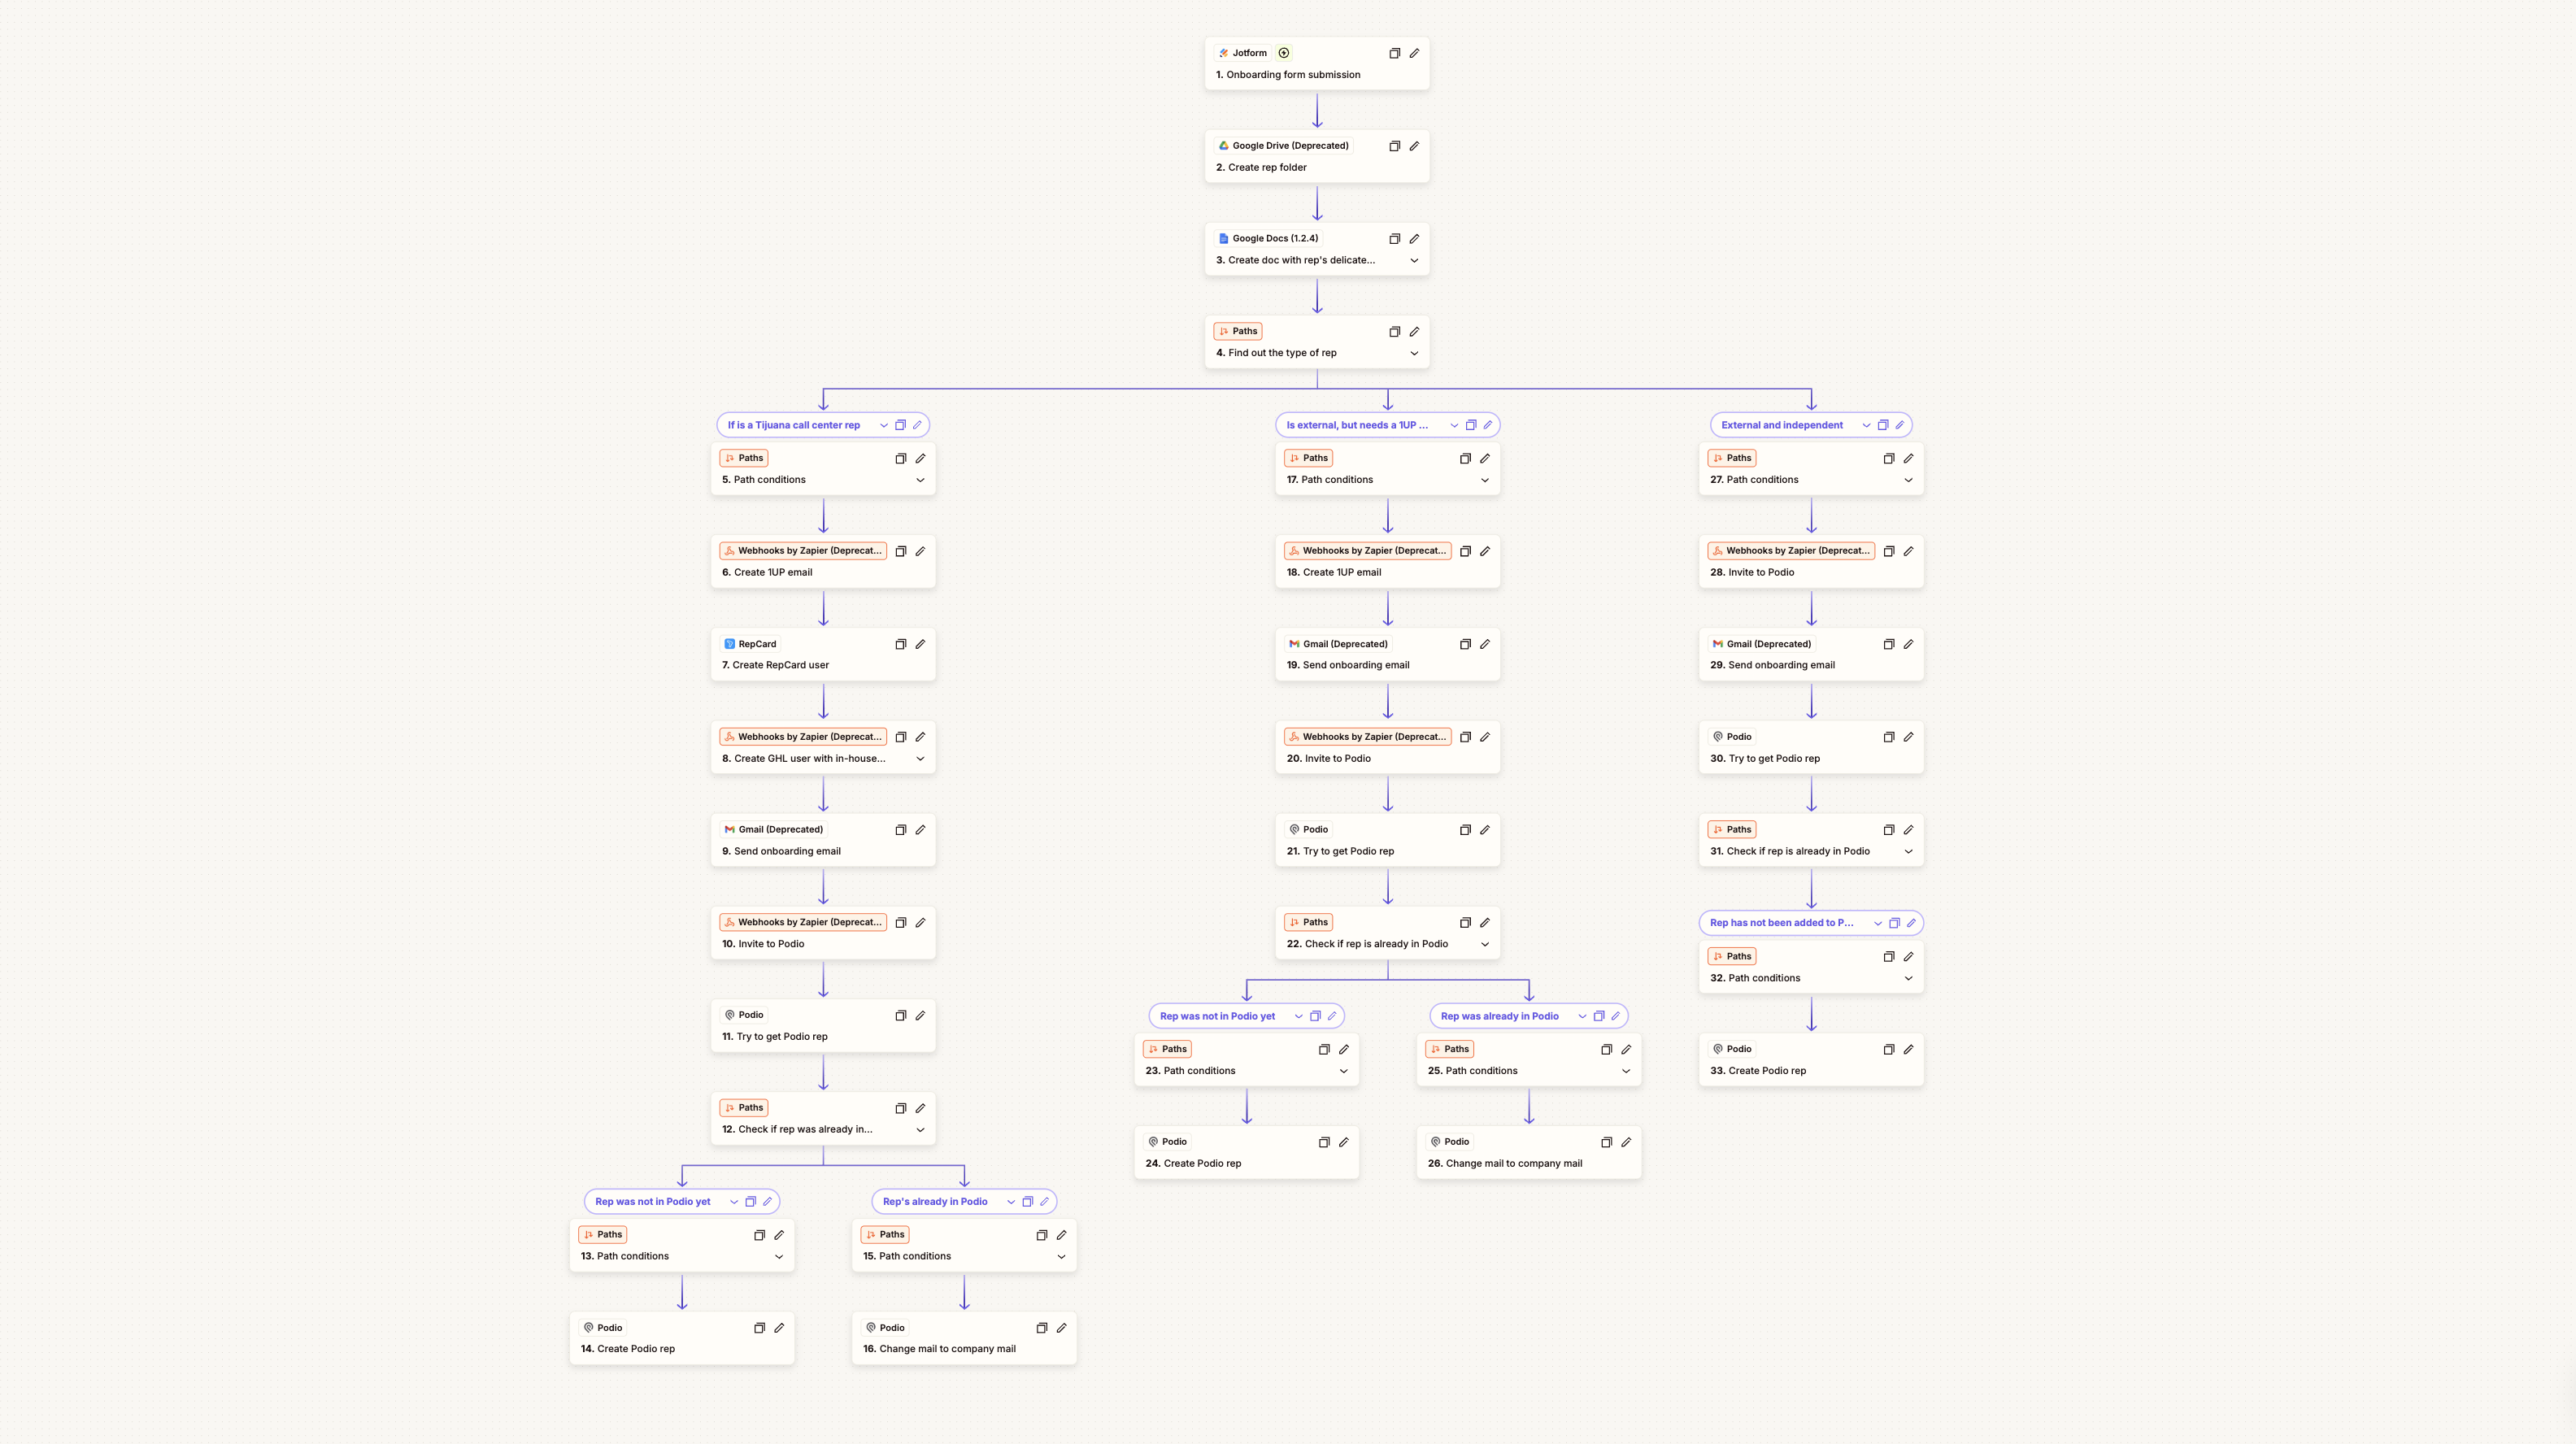 Jotform
1. Onboarding form submission
Google Drive (Deprecated)
2. Create rep folder
Google Docs (1.2.4)
3. Create doc with rep's delicate...
Paths
4. Find out the type of rep
If is a Tijuana call center rep
Paths
5. Path conditions
Webhooks by Zapier (Deprecat...
6. Create 1UP email
RepCard
7. Create RepCard user
Webhooks by Zapier (Deprecat...
8. Create GHL user with in-house...
Gmail (Deprecated)
9. Send onboarding email
Webhooks by Zapier (Deprecat...
10. Invite to Podio
Podio
11. Try to get Podio rep
Paths
12. Check if rep was already in...
Rep was not in Podio yet
Paths
13. Path conditions
Podio
14. Create Podio rep
Rep's already in Podio
Paths
15. Path conditions
Podio
16. Change mail to company mail
Is external, but needs a 1UP ...
Paths
17. Path conditions
Webhooks by Zapier (Deprecat...
18. Create 1UP email
Gmail (Deprecated)
19. Send onboarding email
Webhooks by Zapier (Deprecat...
20. Invite to Podio
Podio
21. Try to get Podio rep
Paths
22. Check if rep is already in Podio
Rep was not in Podio yet
Paths
23. Path conditions
Podio
24. Create Podio rep
Rep was already in Podio
Paths
25. Path conditions
Podio
26. Change mail to company mail
External and independent
Paths
27. Path conditions
Webhooks by Zapier (Deprecat...
28. Invite to Podio
Gmail (Deprecated)
29. Send onboarding email
Podio
30. Try to get Podio rep
Paths
31. Check if rep is already in Podio
Rep has not been added to P...
Paths
32. Path conditions
Podio
33. Create Podio rep